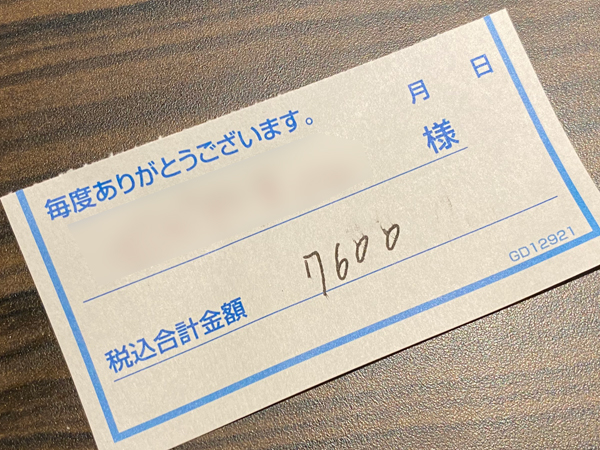 月 日
毎度ありがとうございます。
様
税込合計金額 7600
GD12921